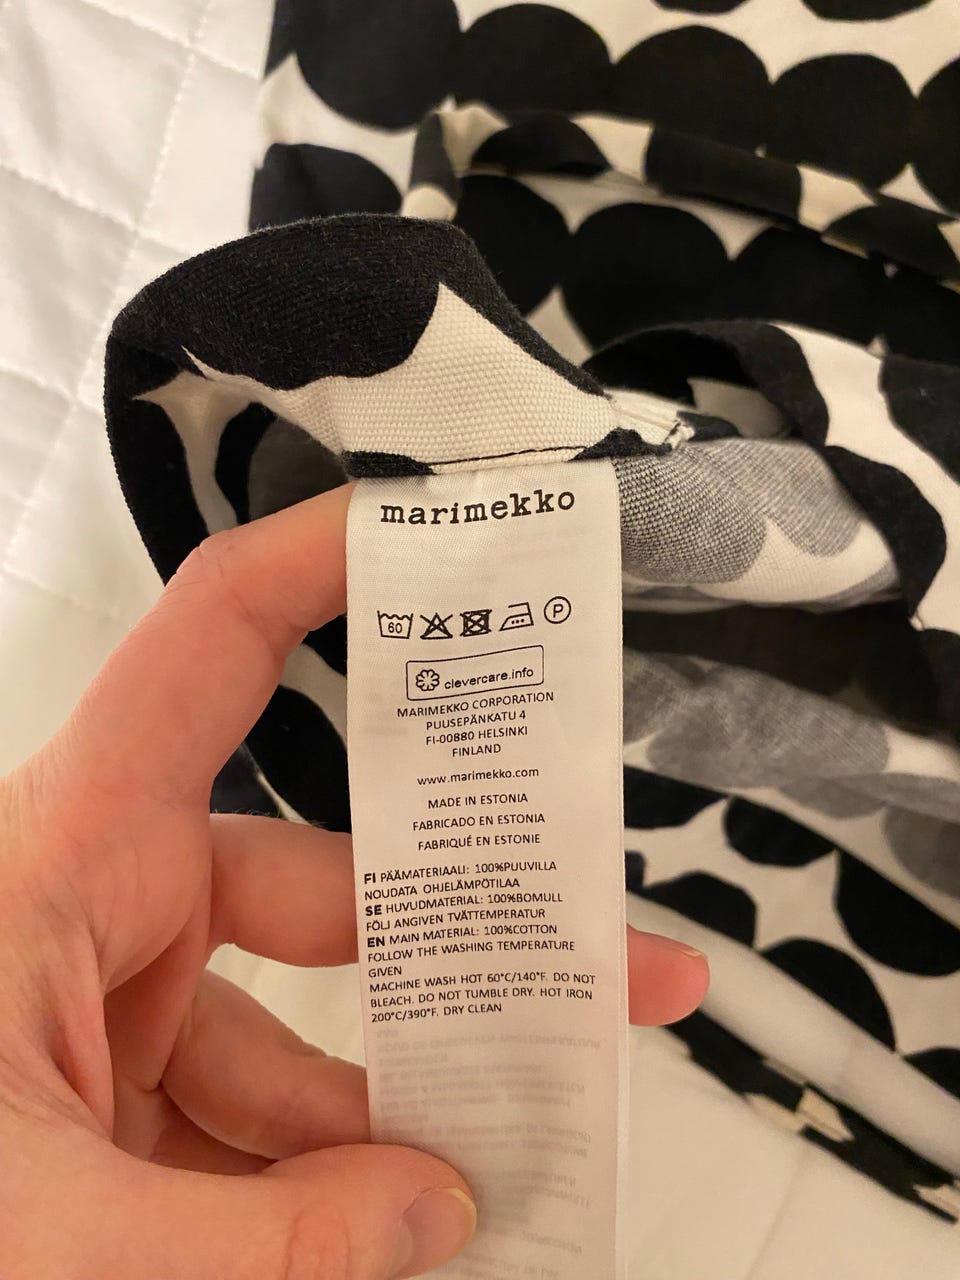 marimekko
60 P
clevercare.info
MARIMEKKO CORPORATION
PUUSEPÄNKATU 4
FI-00880 HELSINKI
FINLAND
www.marimekko.com
MADE IN ESTONIA
FABRICADO EN ESTONIA
FABRIQUÉ EN ESTONIE
FI PÄÄMATERIAALI: 100%PUUVILLA
NOUDATA OHJELÄMPÖTILAA
SE HUVUDMATERIAL: 100%BOMULL
FÖLJ ANGIVEN TVÄTTEMPERATUR
EN MAIN MATERIAL: 100%COTTON
FOLLOW THE WASHING TEMPERATURE
GIVEN
MACHINE WASH HOT 60°C/140°F. DO NOT
BLEACH. DO NOT TUMBLE DRY. HOT IRON
200°C/390°F. DRY CLEAN